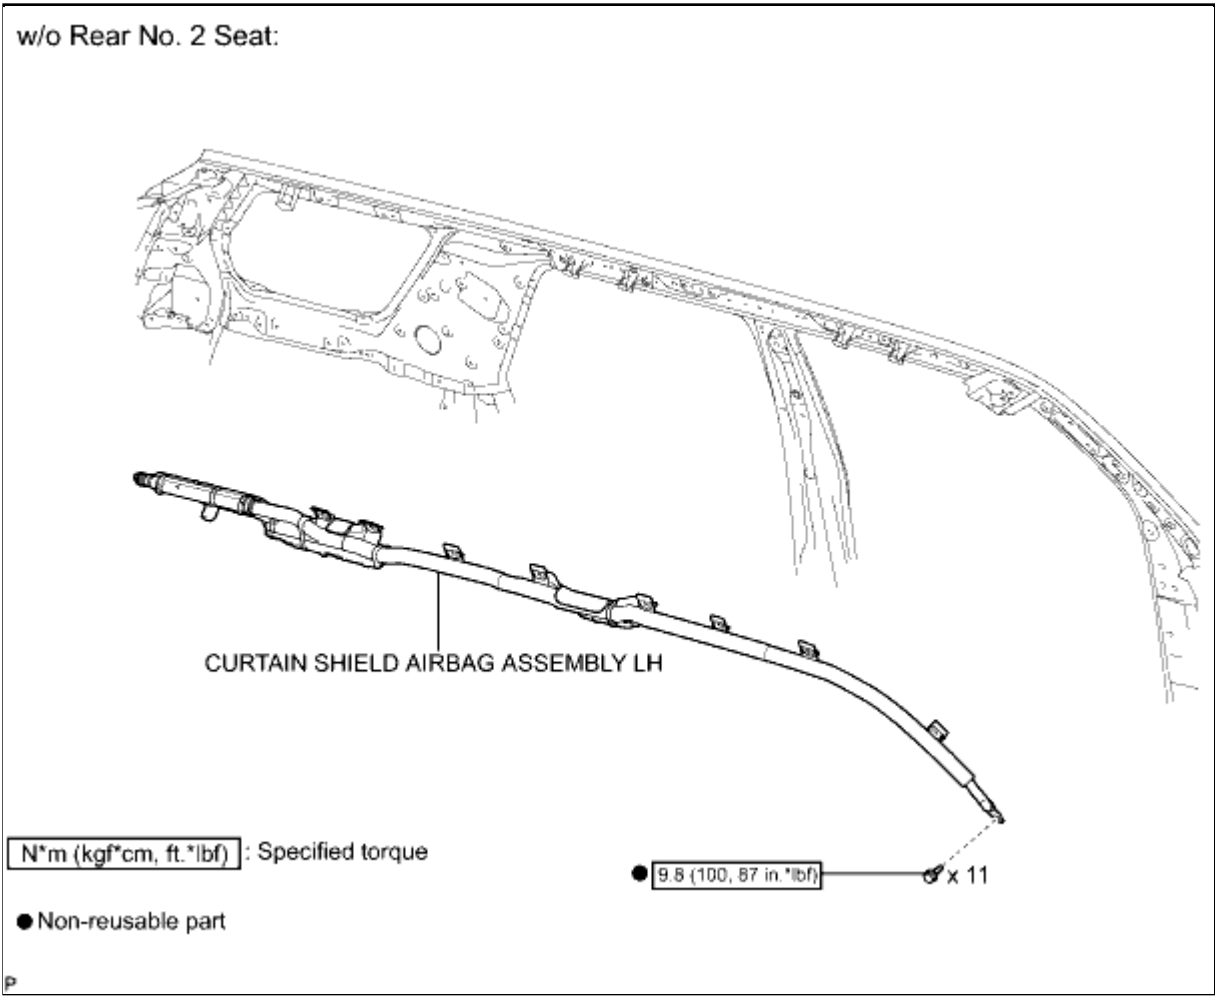 w/o Rear No. 2 Seat:
CURTAIN SHIELD AIRBAG ASSEMBLY LH
N*m (kgf*cm, ft.*lbf) : Specified torque
● 9.8 (100, 87 in.*lbf) x 11
● Non-reusable part
P